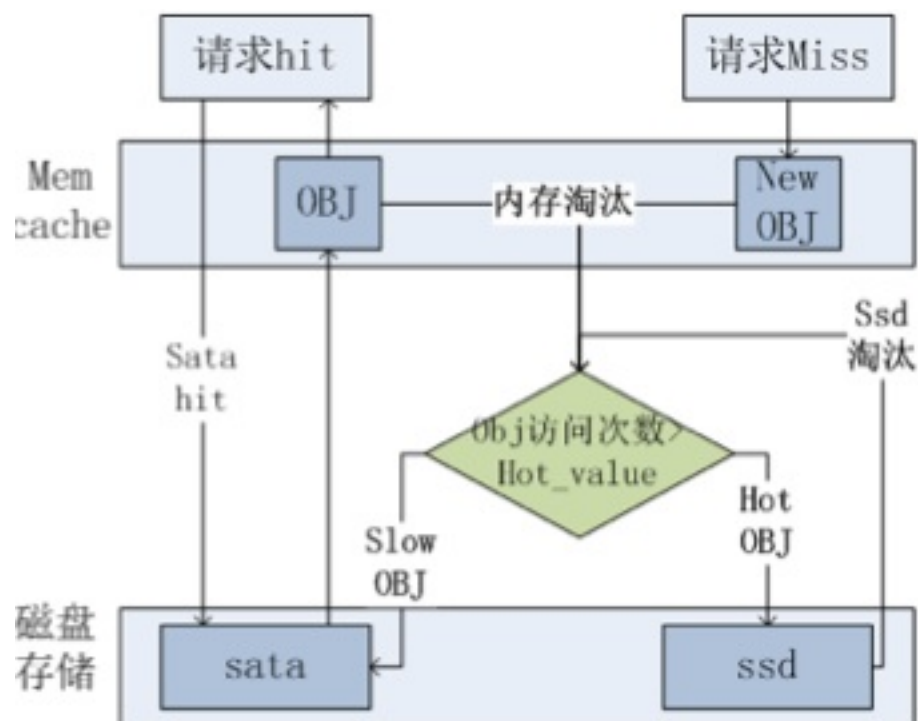 请求hit
请求Miss
Mem
cache
OBJ
内存淘汰
New
OBJ
Ssd
淘汰
Sata
hit
Obj访问次数>
Hot_value
Slow
OBJ
Hot
OBJ
磁盘
存储
sata
ssd